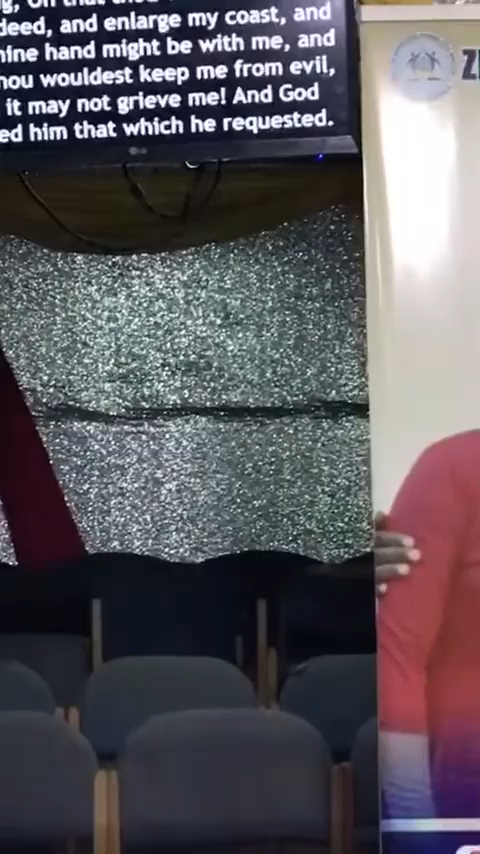 deed, and enlarge my coast, and
hand might be with me, and
wouldest keep me from evil,
it may not grieve me! And God
him that which he requested.